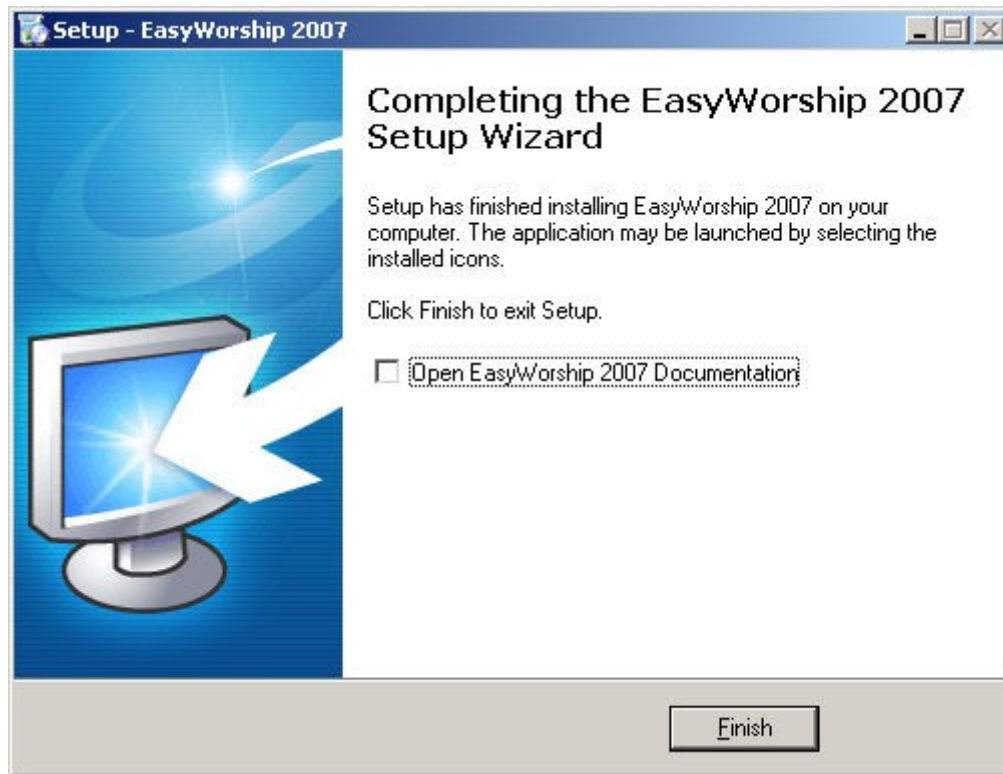 Setup - EasyWorship 2007
Completing the EasyWorship 2007
Setup Wizard
Setup has finished installing EasyWorship 2007 on your
computer. The application may be launched by selecting the
installed icons.
Click Finish to exit Setup.
Open EasyWorship 2007 Documentation
Finish